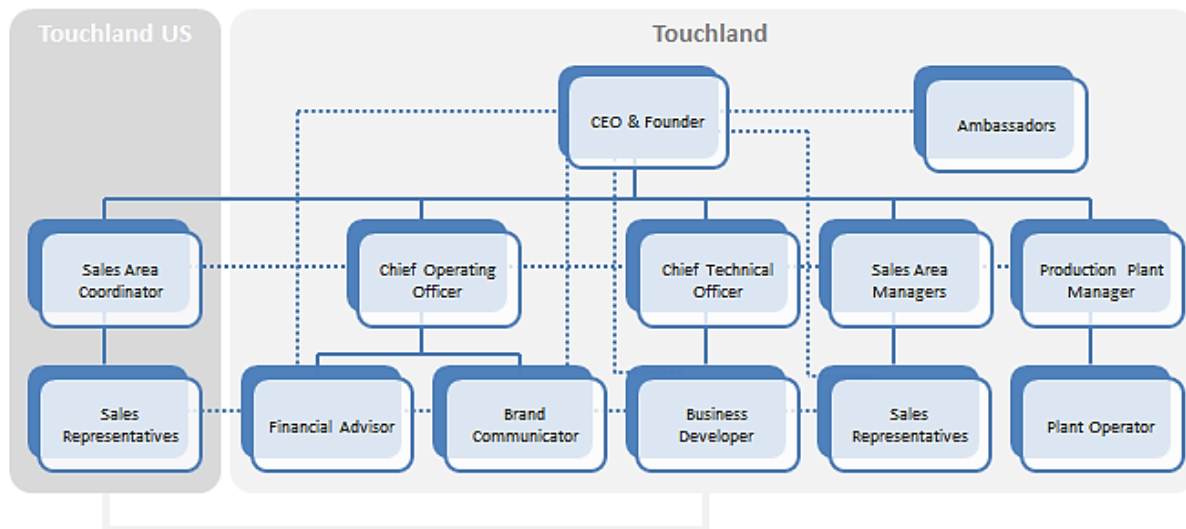 Touchland US
Touchland
CEO & Founder
Ambassadors
Sales Area
Coordinator
Chief Operating
Officer
Chief Technical
Officer
Sales Area
Managers
Production Plant
Manager
Sales
Representatives
Financial Advisor
Brand
Communicator
Business
Developer
Sales
Representatives
Plant Operator